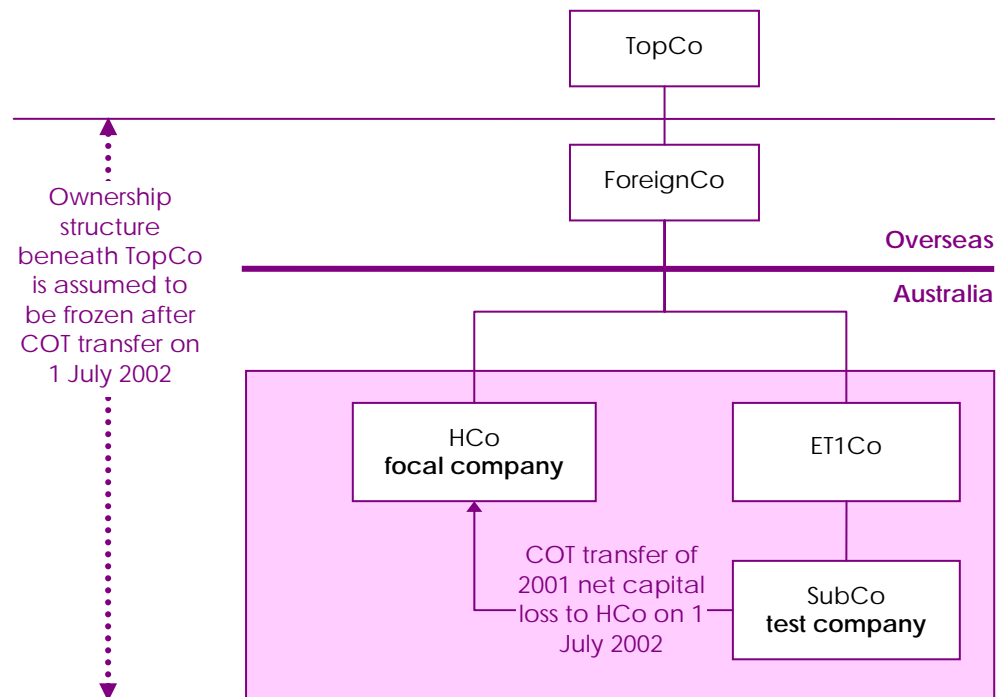 TopCo
ForeignCo
Ownership
structure
beneath TopCo
is assumed to
be frozen after
COT transfer on
1 July 2002
Overseas
Australia
HCo
focal company
ET1Co
COT transfer of
2001 net capital
loss to HCo on 1
July 2002
SubCo
test company